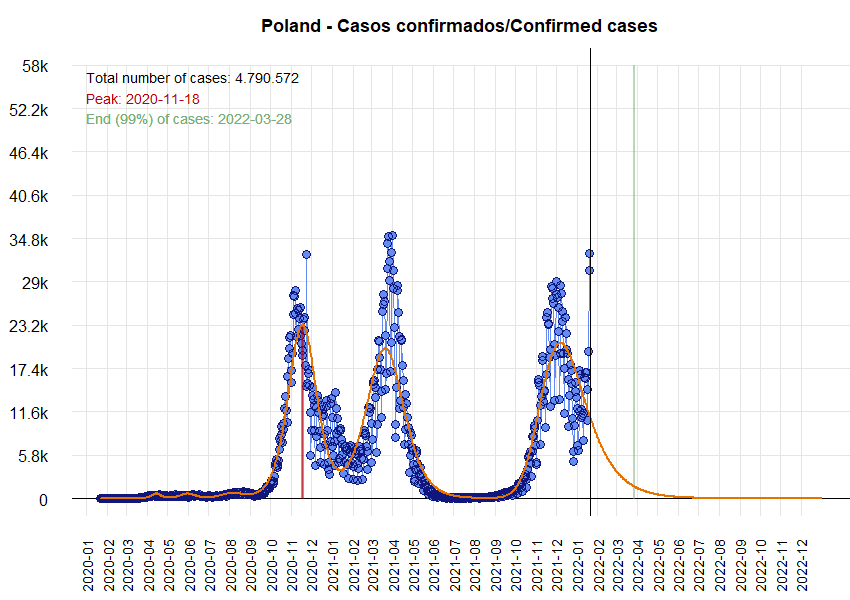 Poland - Casos confirmados/Confirmed cases
58k
52.2k
46.4k
40.6k
34.8k
29k
23.2k
17.4k
11.6k
5.8k
0
Total number of cases: 4.790.572
Peak: 2020-11-18
End (99%) of cases: 2022-03-28
2020-01
2020-02
2020-03
2020-04
2020-05
2020-06
2020-07
2020-08
2020-09
2020-10
2020-11
2020-12
2021-01
2021-02
2021-03
2021-04
2021-05
2021-06
2021-07
2021-08
2021-09
2021-10
2021-11
2021-12
2022-01
2022-02
2022-03
2022-04
2022-05
2022-06
2022-07
2022-08
2022-09
2022-10
2022-11
2022-12